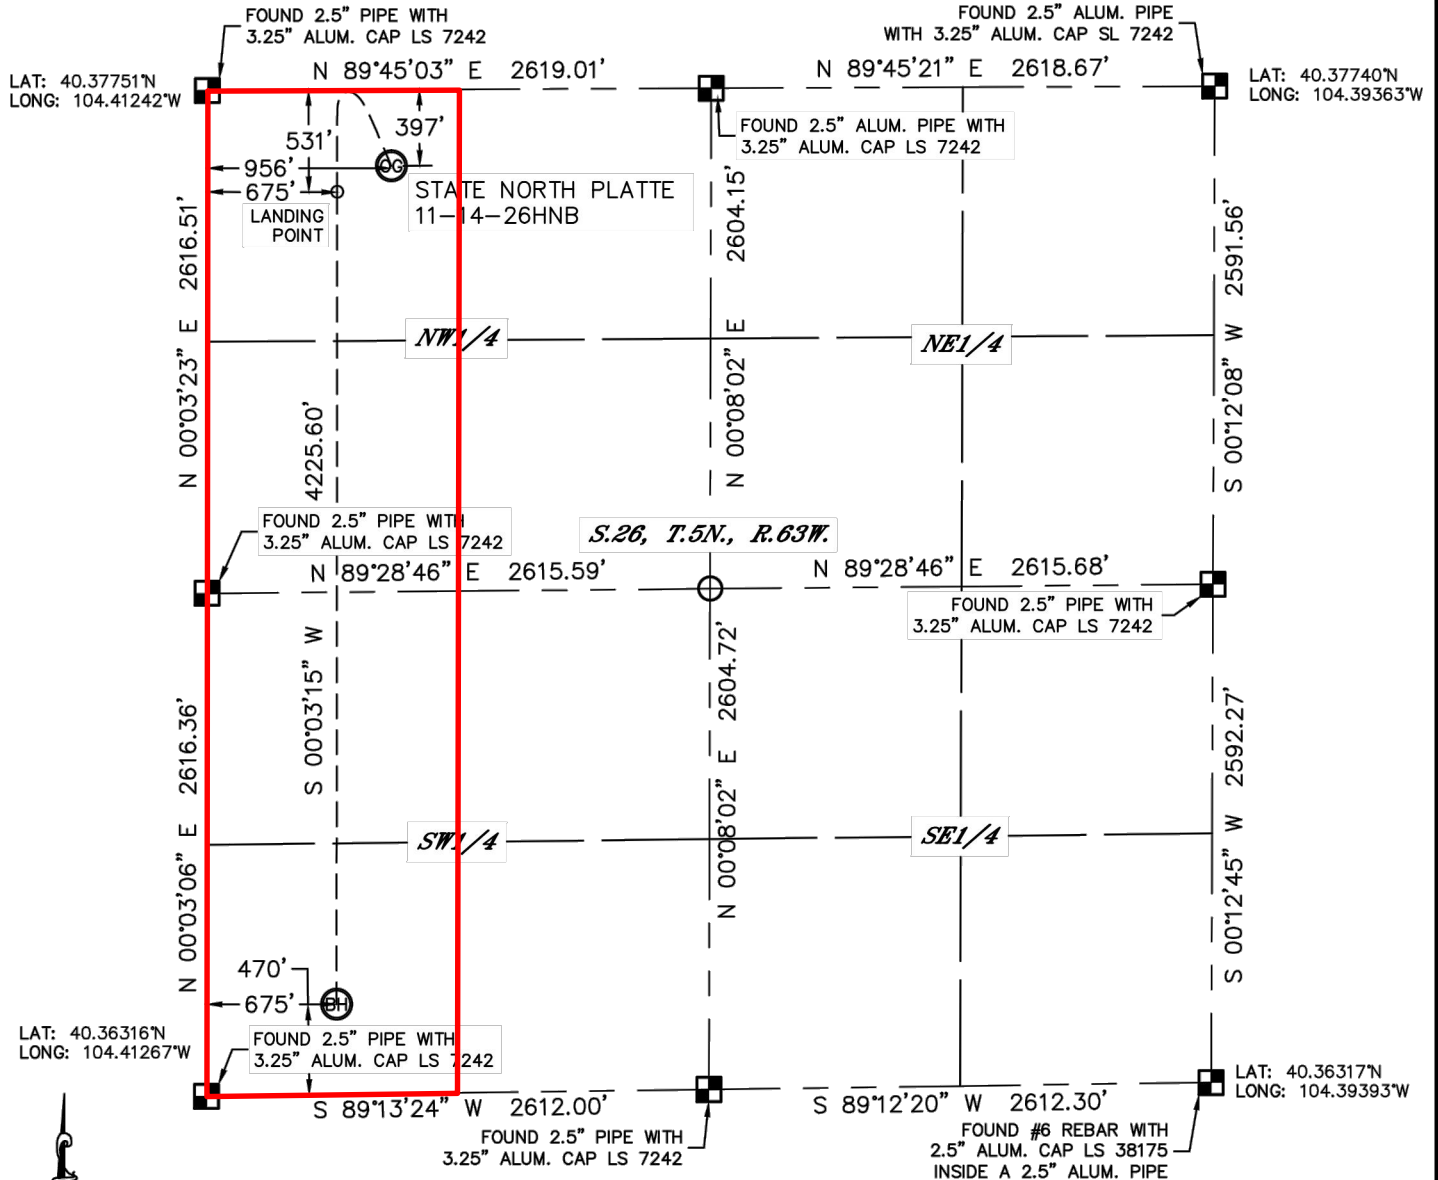 FOUND 2.5" PIPE WITH
3.25" ALUM. CAP LS 7242
FOUND 2.5" ALUM. PIPE
WITH 3.25" ALUM. CAP SL 7242
LAT: 40.37751°N
LONG: 104.41242°W
N 89°45'03" E 2619.01'
N 89°45'21" E 2618.67'
LAT: 40.37740°N
LONG: 104.39363°W
531'
397'
FOUND 2.5" ALUM. PIPE WITH
3.25" ALUM. CAP LS 7242
956'
OG
675'
STATE NORTH PLATTE
11-14-26HNB
LANDING
POINT
N 00°03'23" E 2616.51'
N 00°08'02" E 2604.15'
S 00°12'08" W 2591.56'
NW1/4
NE1/4
S 00°03'15" W 4225.60'
FOUND 2.5" PIPE WITH
3.25" ALUM. CAP LS 7242
S.26, T.5N., R.63W.
N 89°28'46" E 2615.59'
N 89°28'46" E 2615.68'
FOUND 2.5" PIPE WITH
3.25" ALUM. CAP LS 7242
N 00°03'06" E 2616.36'
N 00°08'02" E 2604.72'
S 00°12'45" W 2592.27'
SW1/4
SE1/4
470'
675'
BH
LAT: 40.36316°N
LONG: 104.41267°W
FOUND 2.5" PIPE WITH
3.25" ALUM. CAP LS 7242
LAT: 40.36317°N
LONG: 104.39393°W
S 89°13'24" W 2612.00'
S 89°12'20" W 2612.30'
FOUND 2.5" PIPE WITH
3.25" ALUM. CAP LS 7242
FOUND #6 REBAR WITH
2.5" ALUM. CAP LS 38175
INSIDE A 2.5" ALUM. PIPE